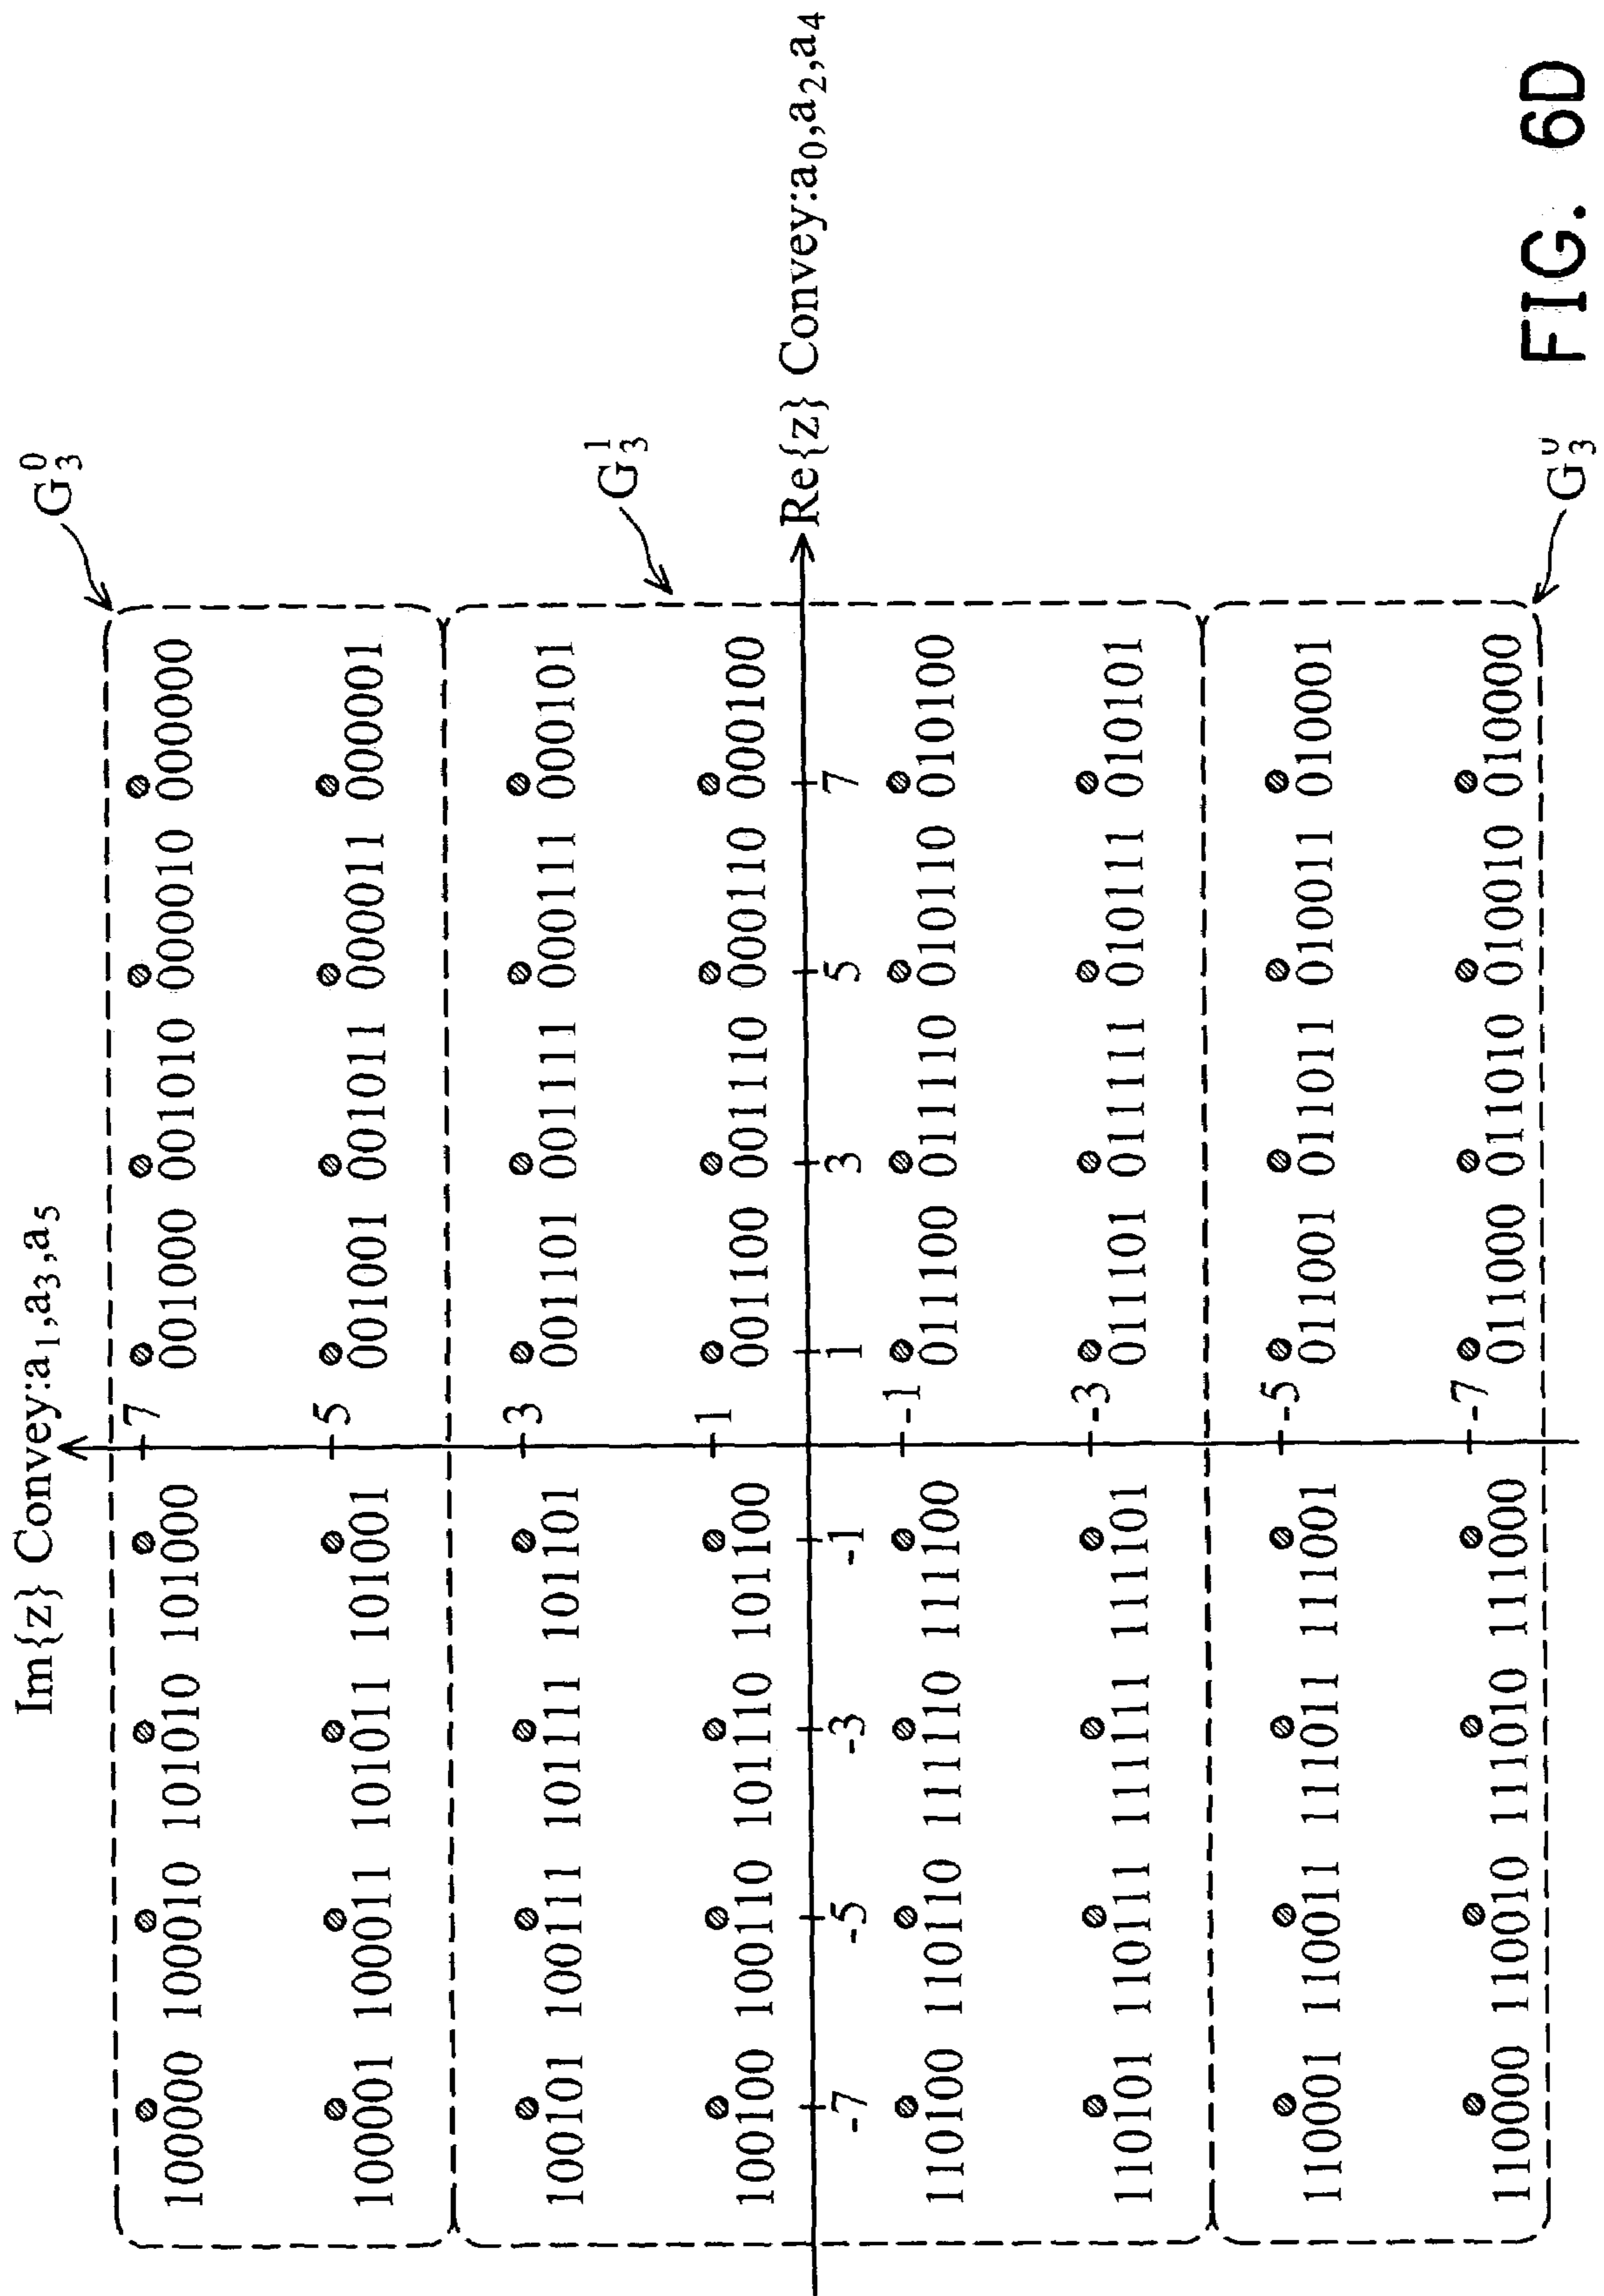 Im{z} Convey:a₁,a₃,a₅
G₃⁰
7
100000 100010 101010 101000 001000 001010 000010 000000
5
100001 100011 101011 101001 001001 001011 000011 000001
G₃¹
3
100101 100111 101111 101101 001101 001111 000111 000101
1
100100 100110 101110 101100 001100 001110 000110 000100
Re{z} Convey:a₀,a₂,a₄
-7 -5 -3 -1 1 3 5 7
-1
110100 110110 111110 111100 011100 011110 010110 010100
-3
110101 110111 111111 111101 011101 011111 010111 010101
-5
110001 110011 111011 111001 011001 011011 010011 010001
-7
110000 110010 111010 111000 011000 011010 010010 010000
G₃⁰
FIG. 6D